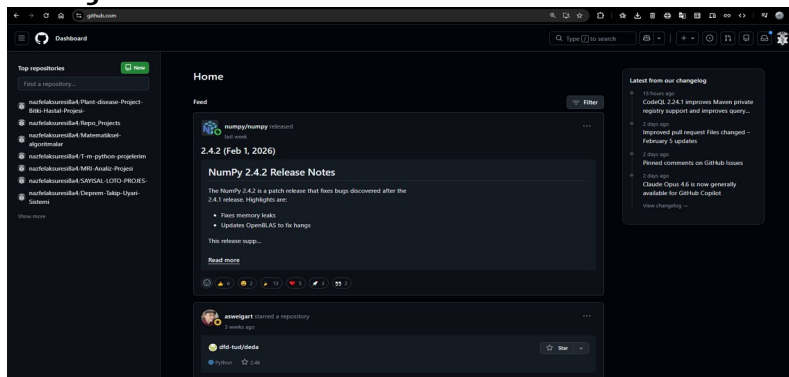 github.com
Dashboard
Type / to search
Top repositories
New
Find a repository...
nazfelaksuresi8a4/Plant-disease-Project-
Bitki-Hastal-Projesi-
nazfelaksuresi8a4/Repo_Projects
nazfelaksuresi8a4/Matematiksel-
algoritmalar
nazfelaksuresi8a4/T-m-python-projelerim
nazfelaksuresi8a4/MRI-Analiz-Projesi
nazfelaksuresi8a4/SAYISAL-LOTO-PROJES-
nazfelaksuresi8a4/Deprem-Takip-Uyari-
Sistemi
Show more
Home
Feed
Filter
numpy/numpy released
last week
2.4.2 (Feb 1, 2026)
NumPy 2.4.2 Release Notes
The NumPy 2.4.2 is a patch release that fixes bugs discovered after the
2.4.1 release. Highlights are:
Fixes memory leaks
Updates OpenBLAS to fix hangs
This release supp...
Read more
6 2 13 5 3 2
asweigart starred a repository
3 weeks ago
dfd-tud/deda
Star
Python 2.4k
Latest from our changelog
15 hours ago
CodeQL 2.24.1 improves Maven private
registry support and improves query...
2 days ago
Improved pull request Files changed –
February 5 updates
2 days ago
Pinned comments on GitHub Issues
2 days ago
Claude Opus 4.6 is now generally
available for GitHub Copilot
View changelog →